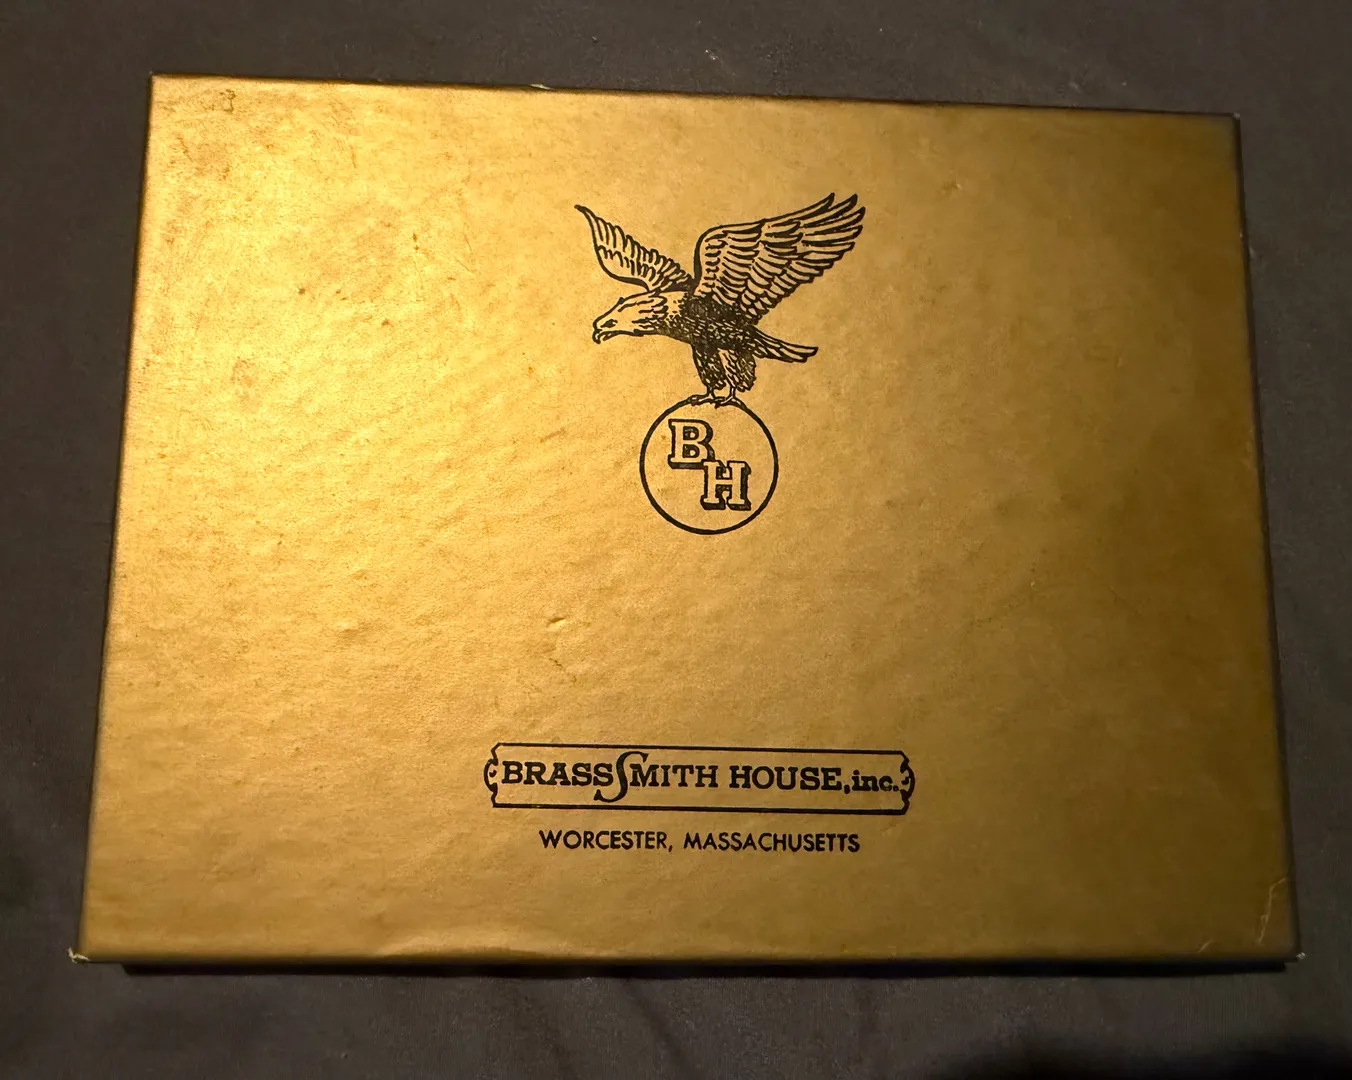 B
H
BRASSSMITH HOUSE, inc.
WORCESTER, MASSACHUSETTS